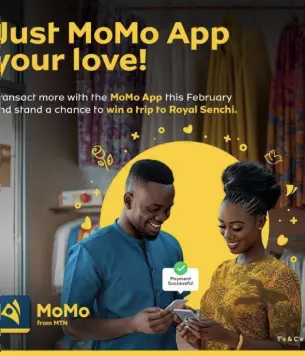 Just MoMo App
your love!
ransact more with the MoMo App this February
nd stand a chance to win a trip to Royal Senchi.
Payment
Successful
MoMo
from MTN
T's & Co